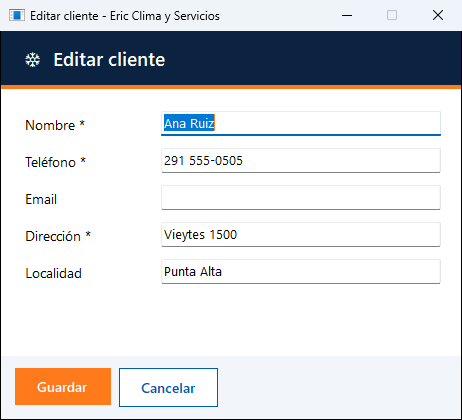 Editar cliente - Eric Clima y Servicios
Editar cliente
Nombre * Ana Ruiz
Teléfono * 291 555-0505
Email
Dirección * Vieytes 1500
Localidad Punta Alta
Guardar Cancelar